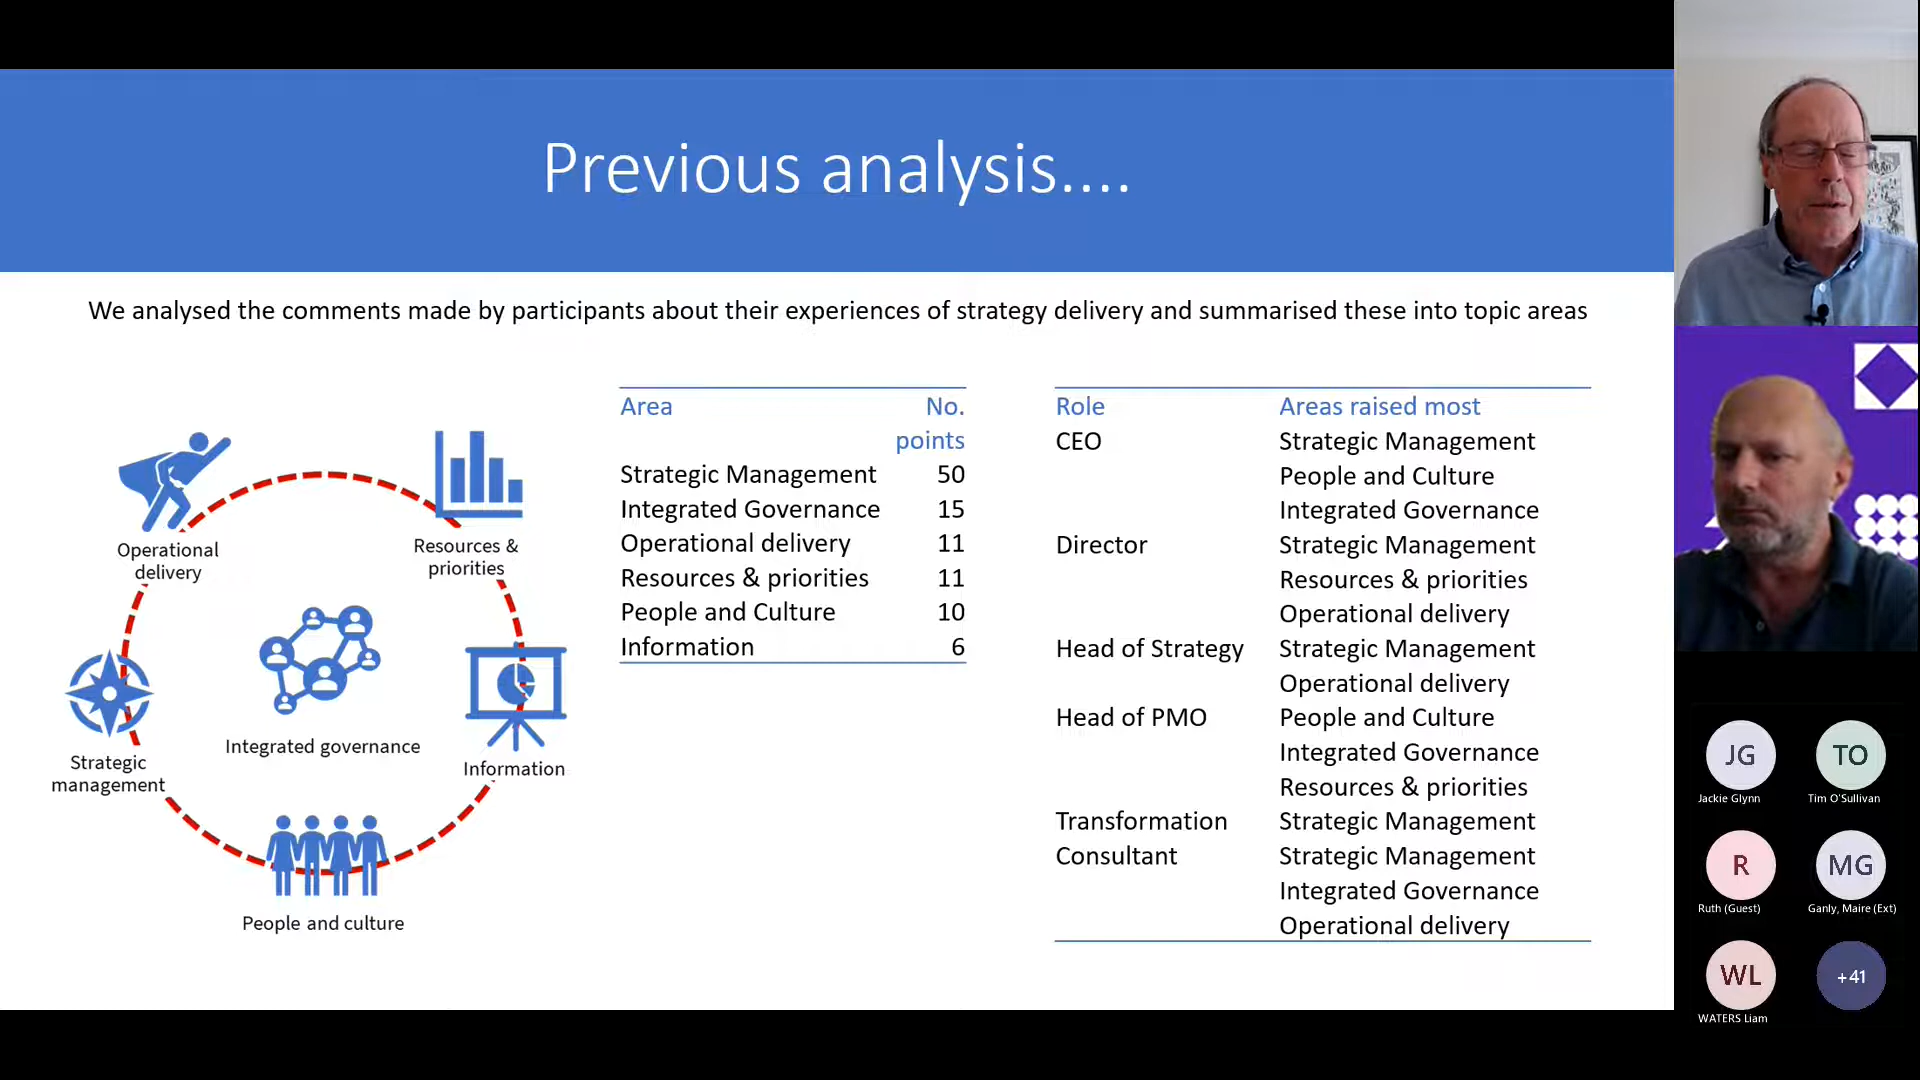 Previous analysis....
We analysed the comments made by participants about their experiences of strategy delivery and summarised these into topic areas
Operational
delivery
Resources &
priorities
Integrated governance
Strategic
management
Information
People and culture
Area No.
points
Strategic Management 50
Integrated Governance 15
Operational delivery 11
Resources & priorities 11
People and Culture 10
Information 6
Role Areas raised most
CEO Strategic Management
People and Culture
Integrated Governance
Director Strategic Management
Resources & priorities
Operational delivery
Head of Strategy Strategic Management
Operational delivery
Head of PMO People and Culture
Integrated Governance
Resources & priorities
Transformation Strategic Management
Consultant Strategic Management
Integrated Governance
Operational delivery
JG TO
Jackie Glynn Tim O'Sullivan
R MG
Ruth (Guest) Ganly, Maire (Ext)
WL +41
WATERS Liam